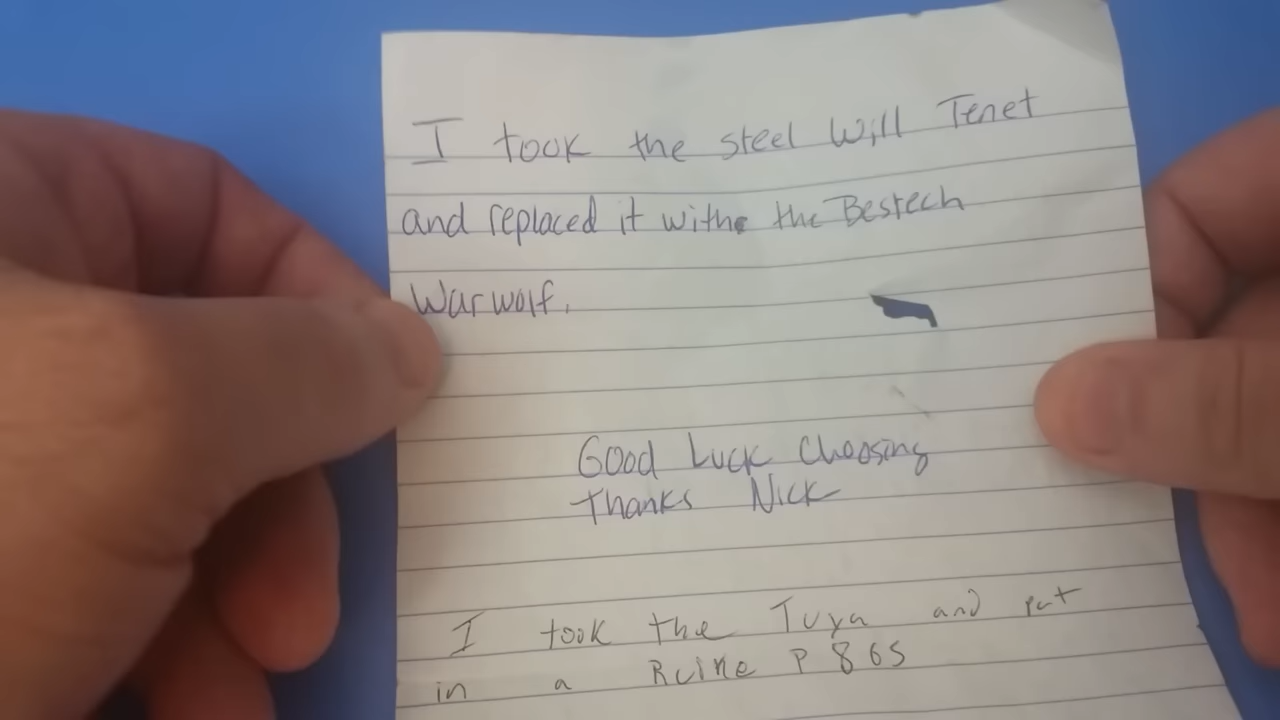 I took the steel Will Tenet
and replaced it withe the Bestech
Warwolf.
Good Luck Choosing
Thanks Nick
I took the Tuya and put
in a Ruike P 865